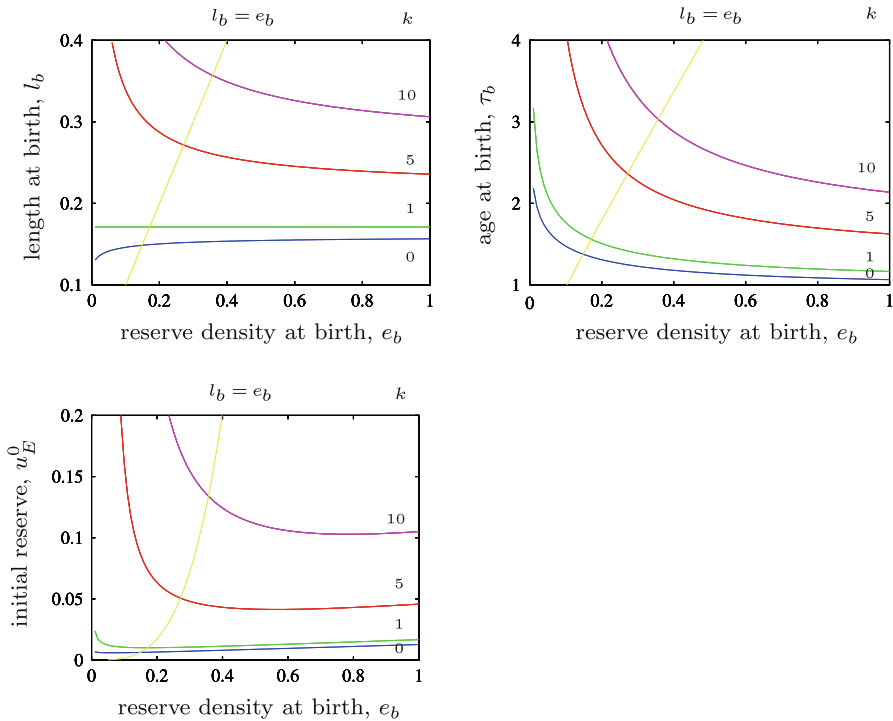 l_b = e_b k
0.4
0.3
0.2
0.1
length at birth, l_b
10
5
1
0
0 0.2 0.4 0.6 0.8 1
reserve density at birth, e_b
l_b = e_b k
4
3
2
1
age at birth, τ_b
10
5
1
0
0 0.2 0.4 0.6 0.8 1
reserve density at birth, e_b
l_b = e_b k
0.2
0.15
0.1
0.05
0
initial reserve, u_E^0
10
5
1
0
0 0.2 0.4 0.6 0.8 1
reserve density at birth, e_b